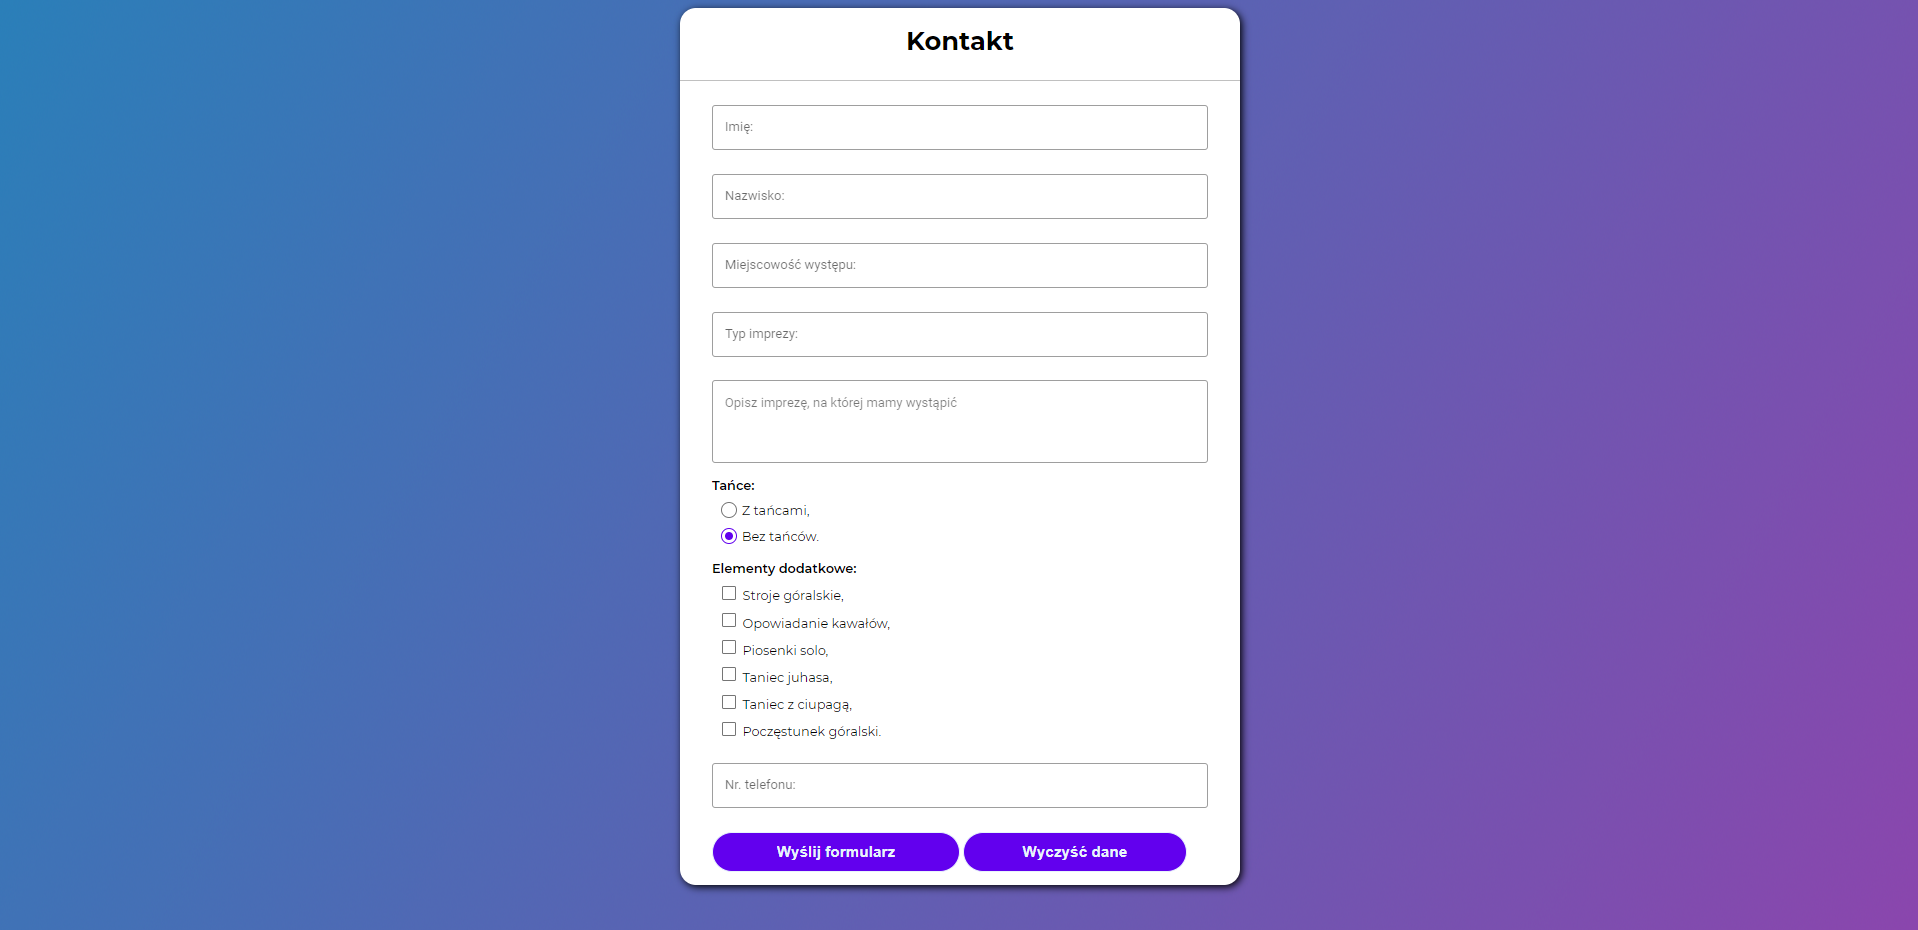 Kontakt
Imię:
Nazwisko:
Miejscowość występu:
Typ imprezy:
Opisz imprezę, na której mamy wystąpić
Tańce:
Z tańcami,
Bez tańców.
Elementy dodatkowe:
Stroje góralskie,
Opowiadanie kawałów,
Piosenki solo,
Taniec juhasa,
Taniec z ciupagą,
Poczęstunek góralski.
Nr. telefonu:
Wyślij formularz Wyczyść dane